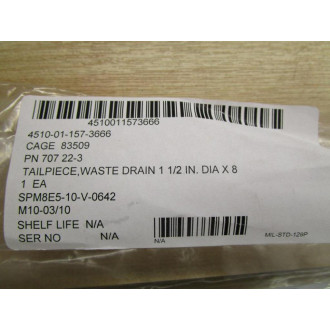 4510011573666
4510-01-157-3666
CAGE 83509
PN 707 22-3
TAILPIECE,WASTE DRAIN 1 1/2 IN. DIA X 8
1 EA
SPM8E5-10-V-0642
M10-03/10
SHELF LIFE N/A
SER NO N/A
N/A
MIL-STD-129P